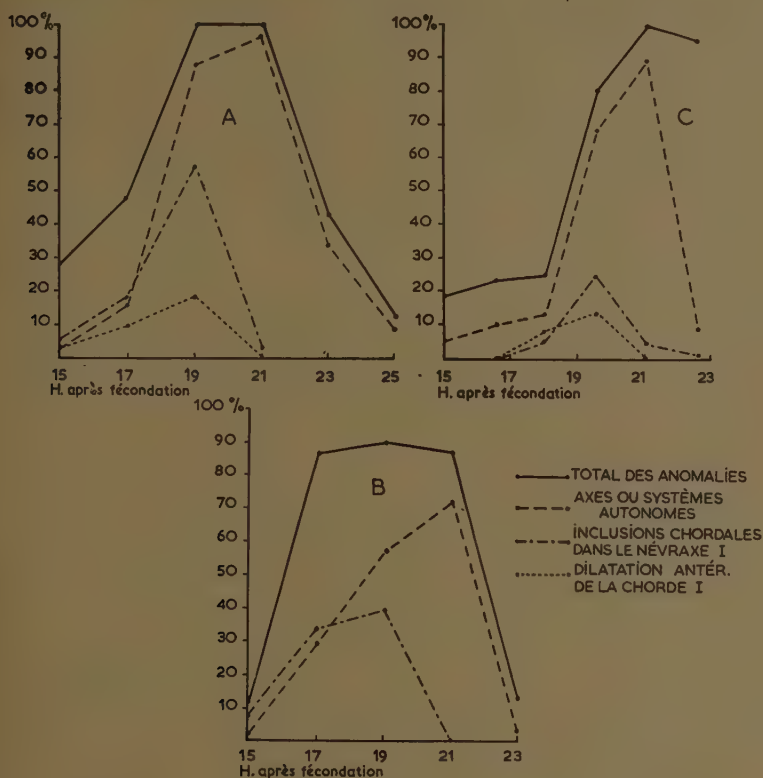 100%
90
80
70
60
50
40
30
20
10
A
15 17 19 21 23 25
H. après fécondation
100%
90
80
70
60
50
40
30
20
10
C
15 17 19 21 23
H. après fécondation
100%
90
80
70
60
50
40
30
20
10
B
15 17 19 21 23
H. après fécondation
TOTAL DES ANOMALIES
AXES OU SYSTÈMES
AUTONOMES
INCLUSIONS CHORDALES
DANS LE NÉVRAXE I
DILATATION ANTÉR.
DE LA CHORDE I